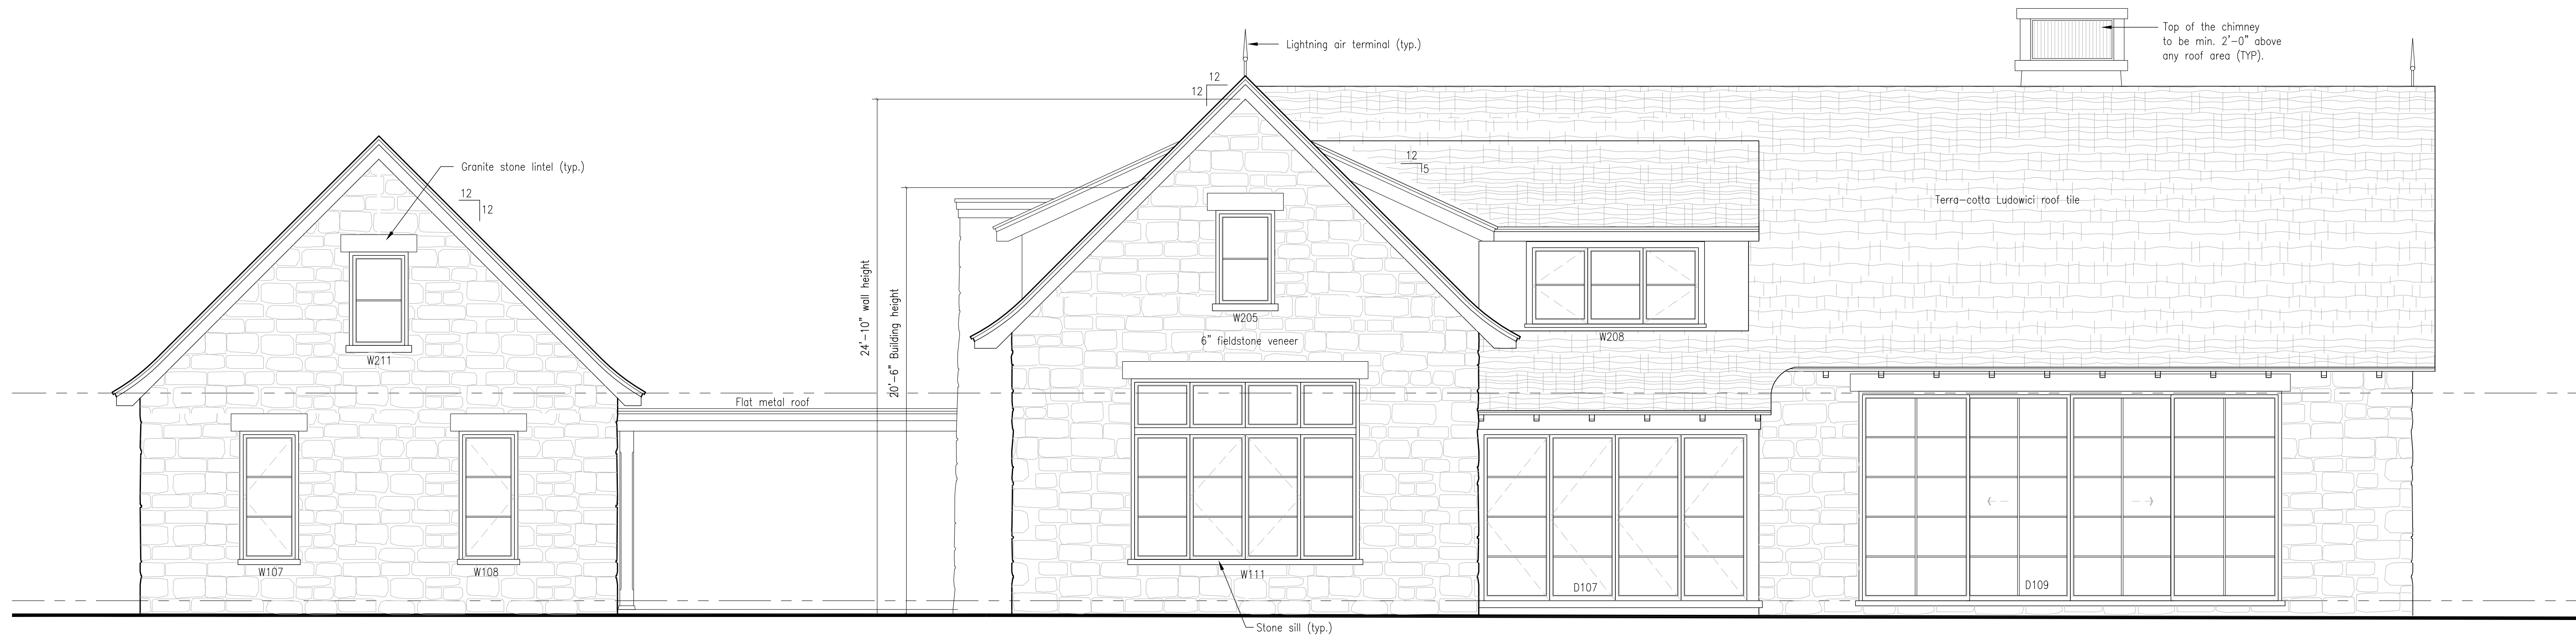 Top of the chimney
to be min. 2'-0" above
any roof area (TYP).
Lightning air terminal (typ.)
12
12
Granite stone lintel (typ.)
12
12
12
5
Terra-cotta Ludowici roof tile
24'-10" wall height
20'-6" Building height
W205
6" fieldstone veneer
W208
W211
Flat metal roof
W107
W108
W111
D107
D109
Stone sill (typ.)